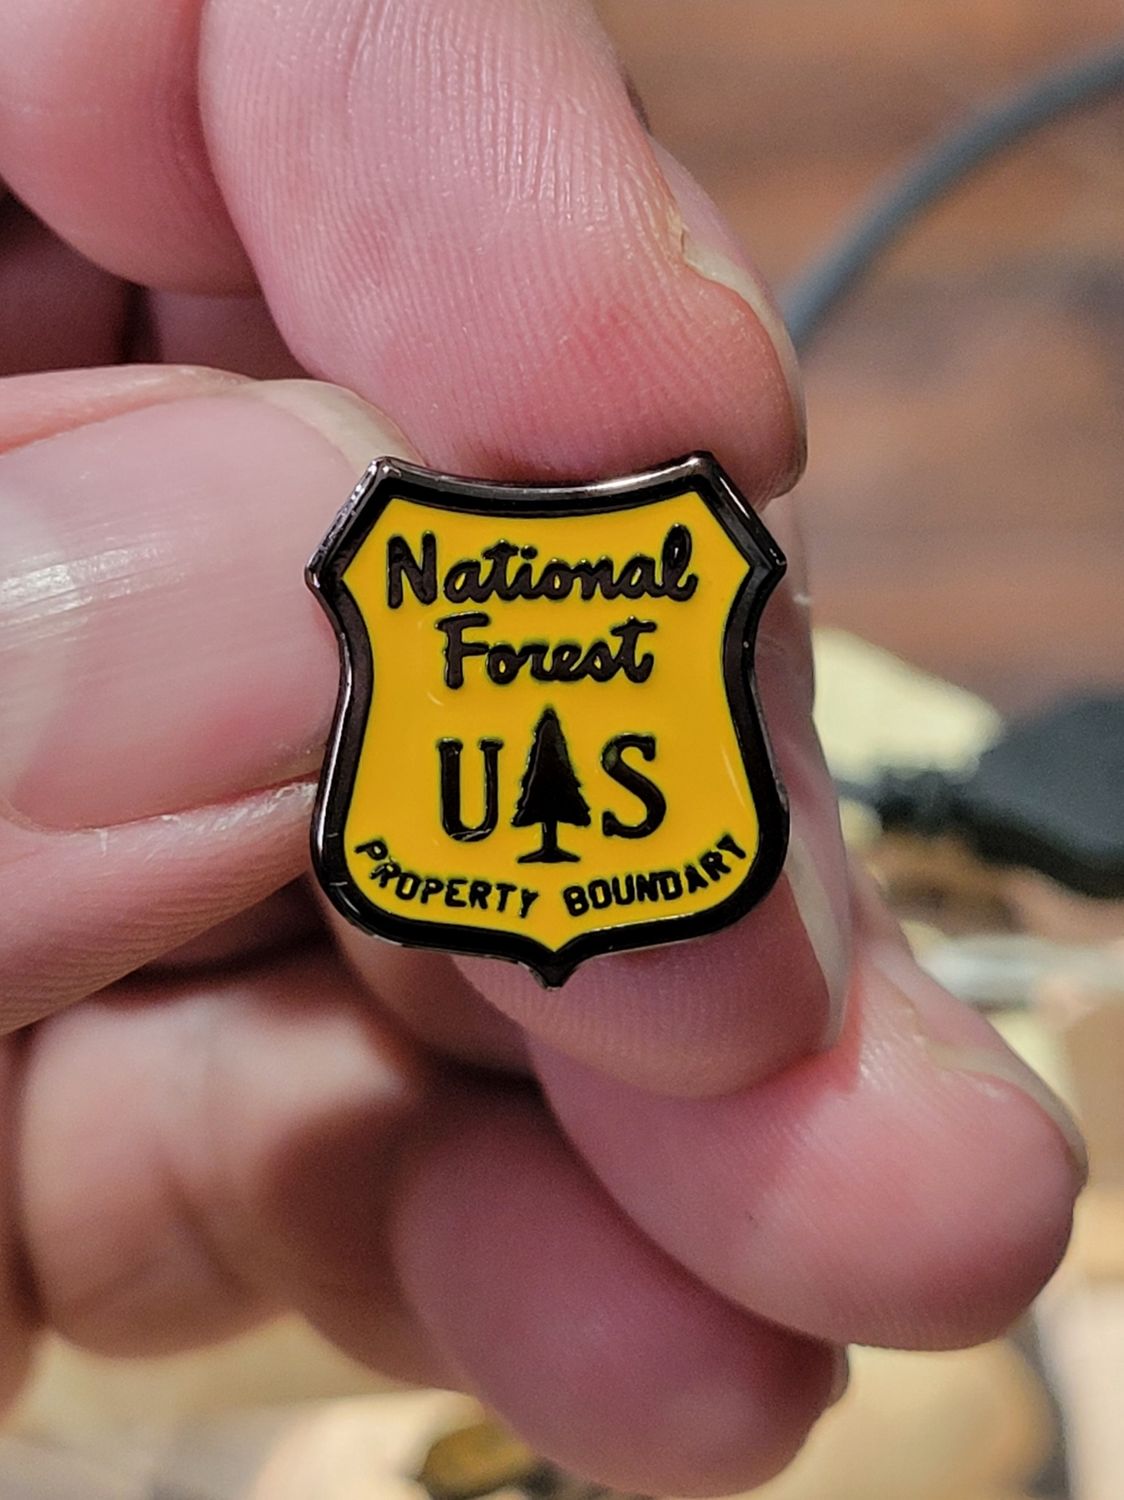 National
Forest
U S
PROPERTY BOUNDARY